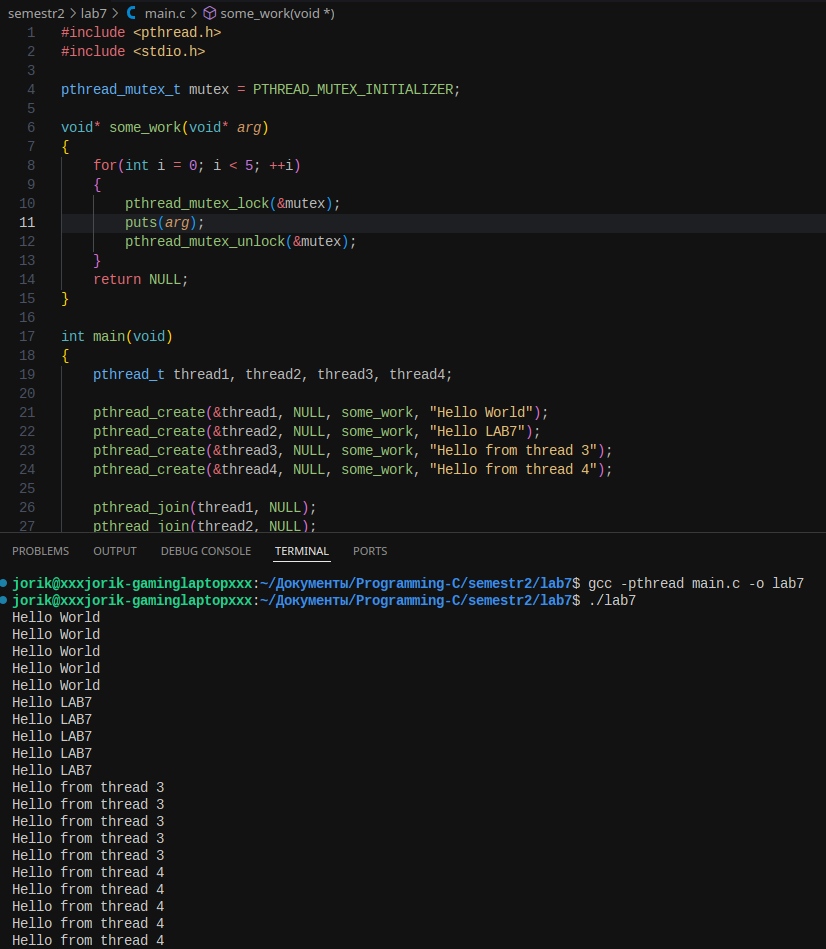 semestr2 > lab7 > C main.c > some_work(void *)
1 #include <pthread.h>
2 #include <stdio.h>
3
4 pthread_mutex_t mutex = PTHREAD_MUTEX_INITIALIZER;
5
6 void* some_work(void* arg)
7 {
8     for(int i = 0; i < 5; ++i)
9     {
10         pthread_mutex_lock(&mutex);
11         puts(arg);
12         pthread_mutex_unlock(&mutex);
13     }
14     return NULL;
15 }
16
17 int main(void)
18 {
19     pthread_t thread1, thread2, thread3, thread4;
20
21     pthread_create(&thread1, NULL, some_work, "Hello World");
22     pthread_create(&thread2, NULL, some_work, "Hello LAB7");
23     pthread_create(&thread3, NULL, some_work, "Hello from thread 3");
24     pthread_create(&thread4, NULL, some_work, "Hello from thread 4");
25
26     pthread_join(thread1, NULL);
27     pthread_join(thread2, NULL);
PROBLEMS OUTPUT DEBUG CONSOLE TERMINAL PORTS
jorik@xxxjorik-gaminglaptopxxx:~/Документы/Programming-C/semestr2/lab7$ gcc -pthread main.c -o lab7
jorik@xxxjorik-gaminglaptopxxx:~/Документы/Programming-C/semestr2/lab7$ ./lab7
Hello World
Hello World
Hello World
Hello World
Hello World
Hello LAB7
Hello LAB7
Hello LAB7
Hello LAB7
Hello LAB7
Hello from thread 3
Hello from thread 3
Hello from thread 3
Hello from thread 3
Hello from thread 3
Hello from thread 4
Hello from thread 4
Hello from thread 4
Hello from thread 4
Hello from thread 4